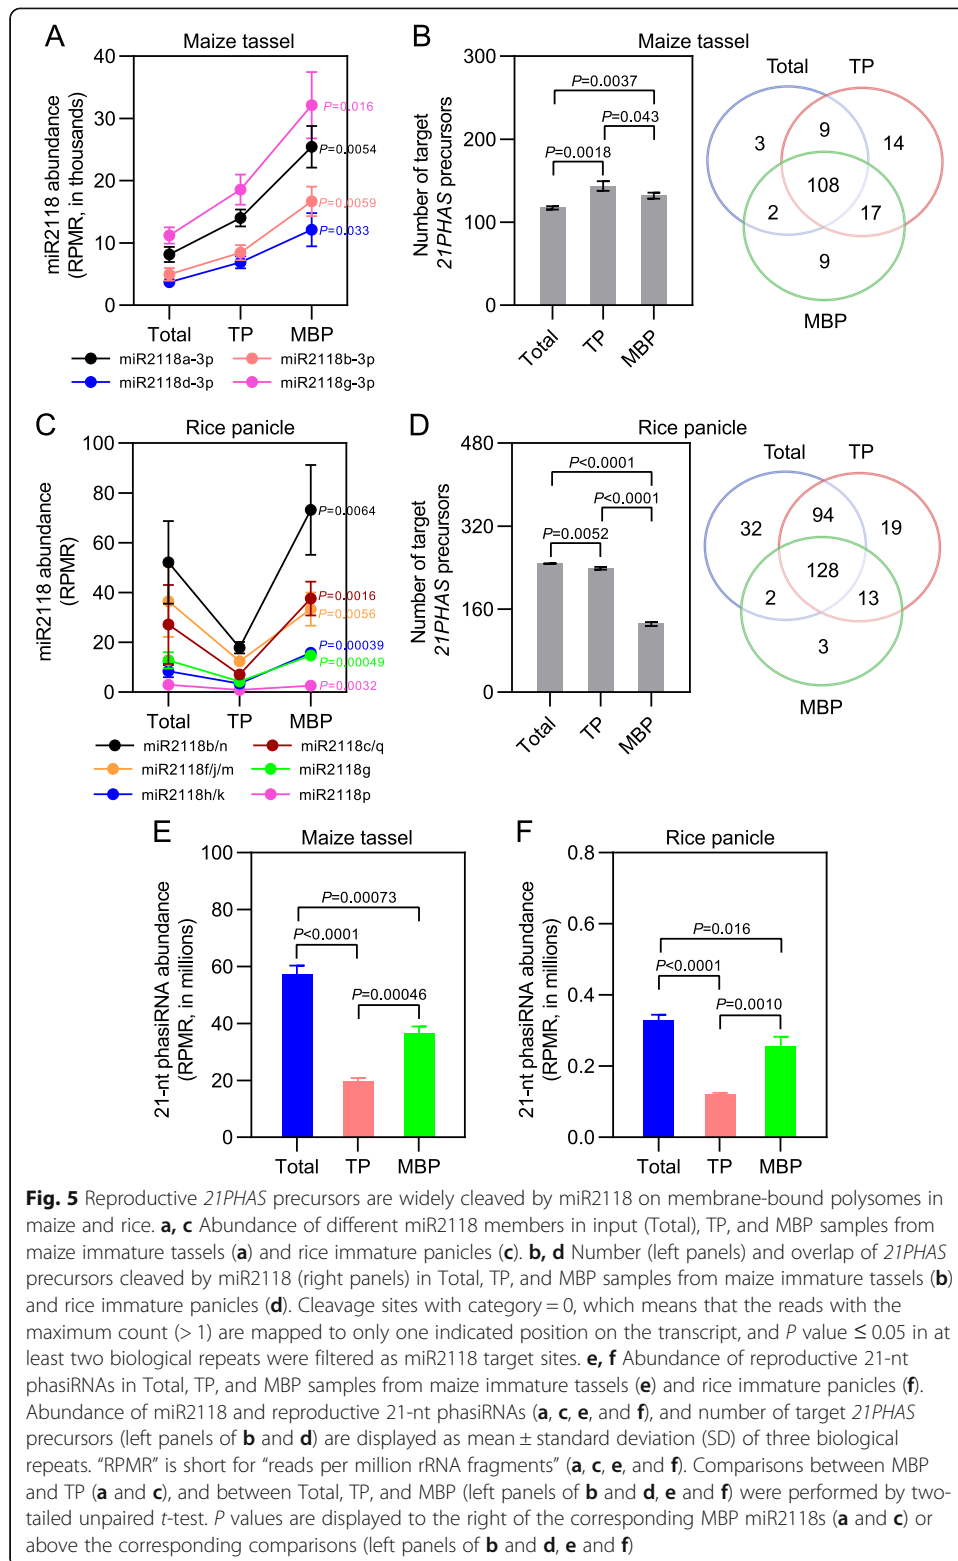 A
Maize tassel
miR2118 abundance
(RPMR, in thousands)
40
30
20
10
0
P=0.016
P=0.0054
P=0.0059
P=0.033
Total TP MBP
miR2118a-3p miR2118b-3p
miR2118d-3p miR2118g-3p
B
Maize tassel
Number of target
21PHAS precursors
300
200
100
0
P=0.0037
P=0.043
P=0.0018
Total TP MBP
Total TP
3 9 14
108
2 17
9
MBP
C
Rice panicle
miR2118 abundance
(RPMR)
100
80
60
40
20
0
P=0.0064
P=0.0016
P=0.0056
P=0.00039
P=0.00049
P=0.0032
Total TP MBP
miR2118b/n miR2118c/q
miR2118f/j/m miR2118g
miR2118h/k miR2118p
D
Rice panicle
Number of target
21PHAS precursors
480
320
160
0
P<0.0001
P<0.0001
P=0.0052
Total TP MBP
Total TP
32 94 19
128
2 13
3
MBP
E
Maize tassel
21-nt phasiRNA abundance
(RPMR, in millions)
100
80
60
40
20
0
P=0.00073
P<0.0001
P=0.00046
Total TP MBP
F
Rice panicle
21-nt phasiRNA abundance
(RPMR, in millions)
0.8
0.6
0.4
0.2
0.0
P=0.016
P<0.0001
P=0.0010
Total TP MBP
Fig. 5 Reproductive 21PHAS precursors are widely cleaved by miR2118 on membrane-bound polysomes in
maize and rice. a, c Abundance of different miR2118 members in input (Total), TP, and MBP samples from
maize immature tassels (a) and rice immature panicles (c). b, d Number (left panels) and overlap of 21PHAS
precursors cleaved by miR2118 (right panels) in Total, TP, and MBP samples from maize immature tassels (b)
and rice immature panicles (d). Cleavage sites with category = 0, which means that the reads with the
maximum count (> 1) are mapped to only one indicated position on the transcript, and P value ≤ 0.05 in at
least two biological repeats were filtered as miR2118 target sites. e, f Abundance of reproductive 21-nt
phasiRNAs in Total, TP, and MBP samples from maize immature tassels (e) and rice immature panicles (f).
Abundance of miR2118 and reproductive 21-nt phasiRNAs (a, c, e, and f), and number of target 21PHAS
precursors (left panels of b and d) are displayed as mean ± standard deviation (SD) of three biological
repeats. “RPMR” is short for “reads per million rRNA fragments” (a, c, e, and f). Comparisons between MBP
and TP (a and c), and between Total, TP, and MBP (left panels of b and d, e and f) were performed by two-
tailed unpaired t-test. P values are displayed to the right of the corresponding MBP miR2118s (a and c) or
above the corresponding comparisons (left panels of b and d, e and f)